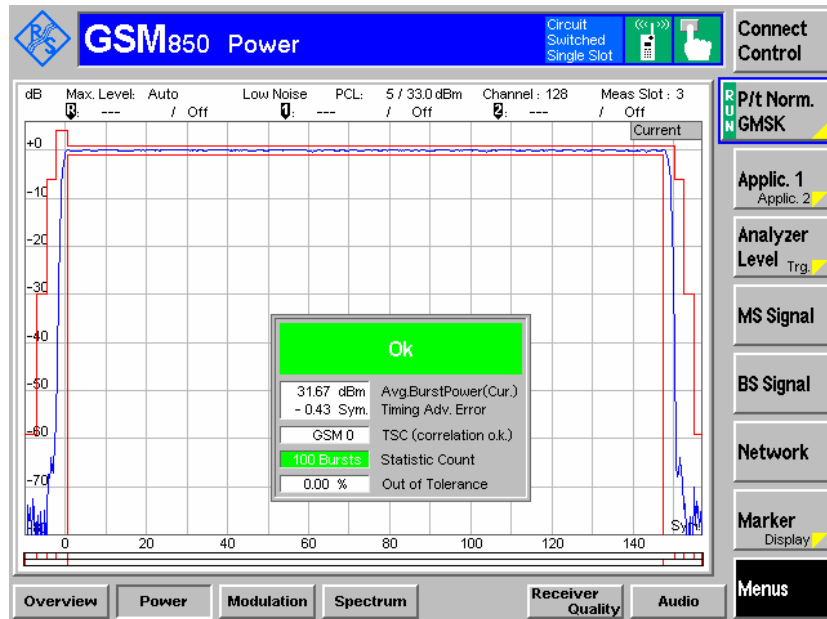 R&S
GSM850 Power
Circuit
Switched
Single Slot
Connect
Control
dB Max. Level: Auto Low Noise PCL: 5 / 33.0 dBm Channel : 128 Meas Slot : 3
R: --- / Off 1: --- / Off 2: --- / Off
Current
RUN
P/t Norm.
GMSK
Applic. 1
Applic. 2
Analyzer
Level Trg.
MS Signal
BS Signal
Network
Marker
Display
Menus
+0
-10
-20
-30
-40
-50
-60
-70
Ok
31.67 dBm Avg.BurstPower(Cur.)
- 0.43 Sym. Timing Adv. Error
GSM 0 TSC (correlation o.k.)
100 Bursts Statistic Count
0.00 % Out of Tolerance
0 20 40 60 80 100 120 140
Overview Power Modulation Spectrum Receiver
Quality Audio